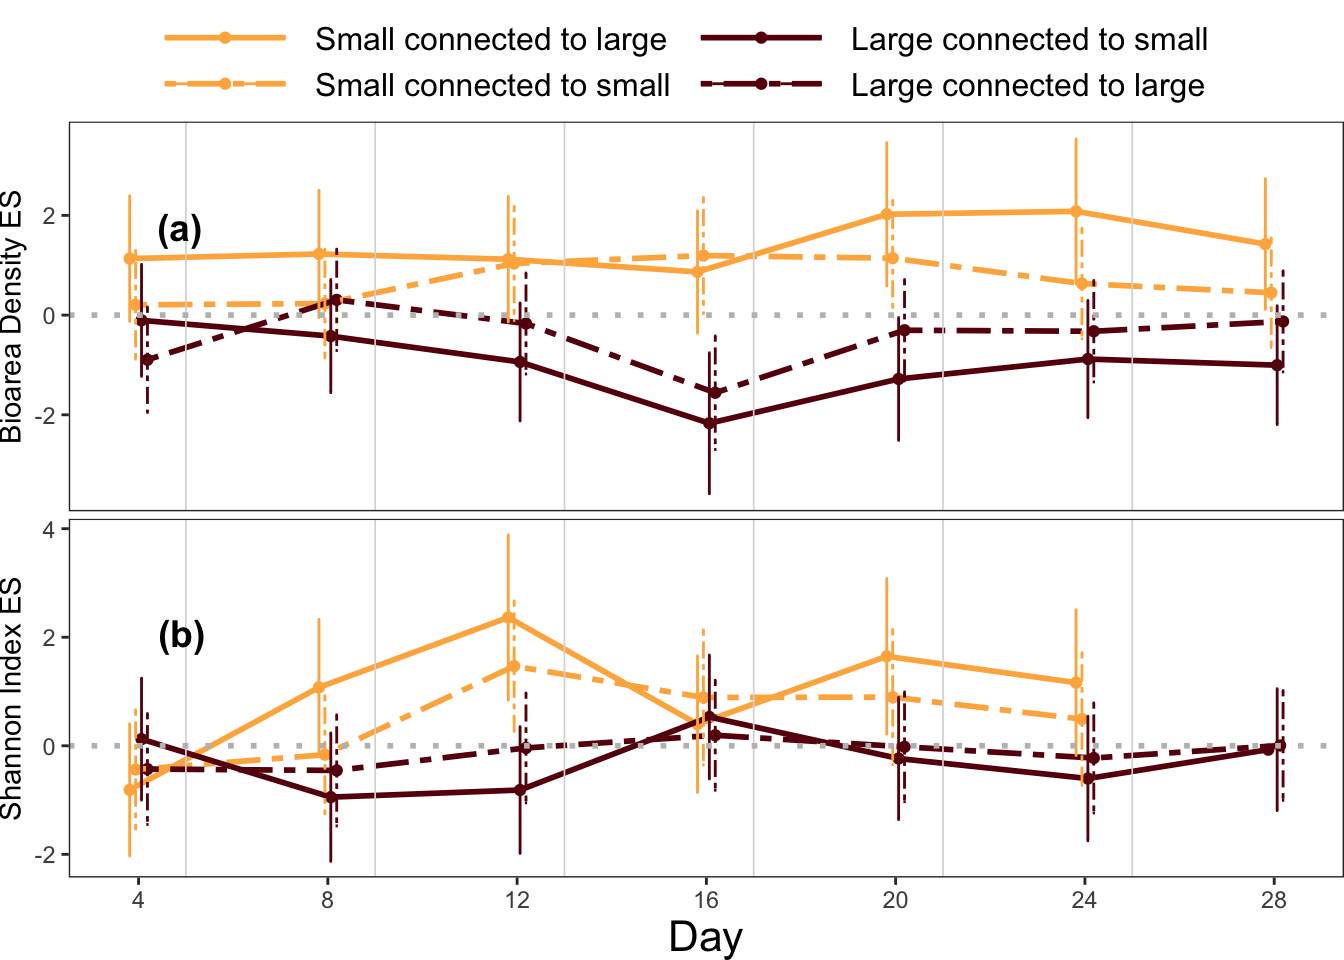 Small connected to large
Large connected to small
Small connected to small
Large connected to large
Bioarea Density ES
(a)
2
0
-2
Shannon Index ES
(b)
4
2
0
-2
4 8 12 16 20 24 28
Day